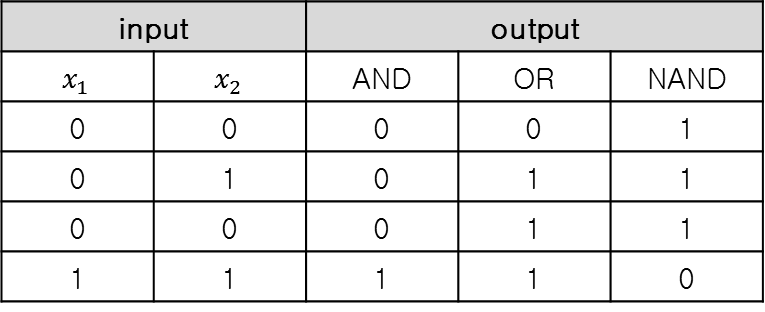 input output
x₁ x₂ AND OR NAND
0 0 0 0 1
0 1 0 1 1
0 0 0 1 1
1 1 1 1 0